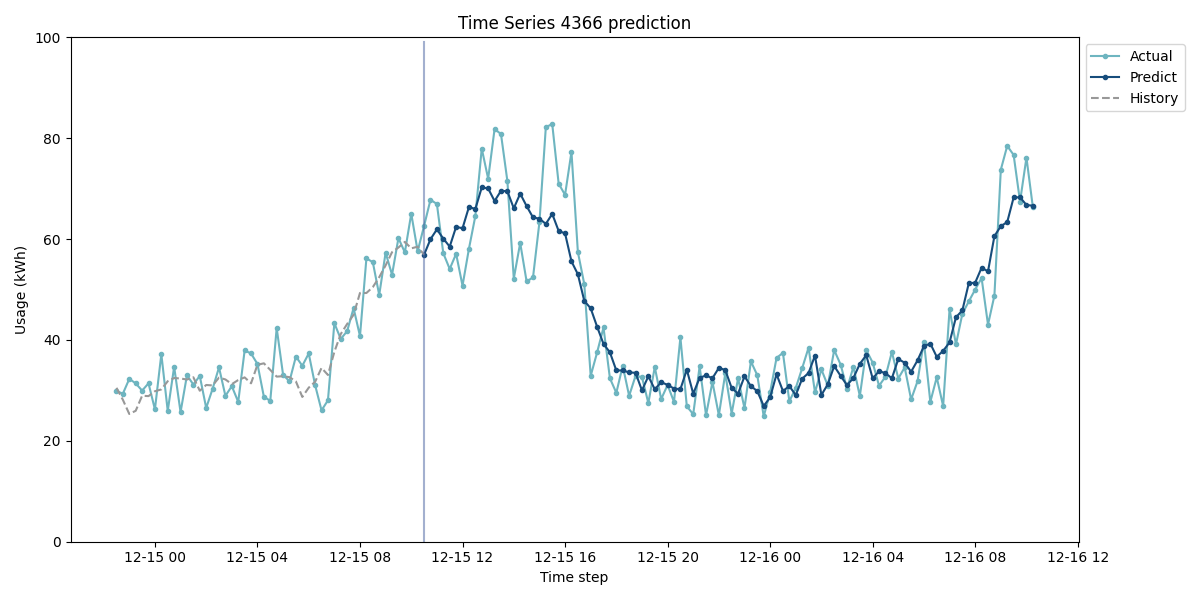 Time Series 4366 prediction
100
80
60
40
20
0
Usage (kWh)
12-15 00
12-15 04
12-15 08
12-15 12
12-15 16
12-15 20
12-16 00
12-16 04
12-16 08
12-16 12
Time step
Actual
Predict
History